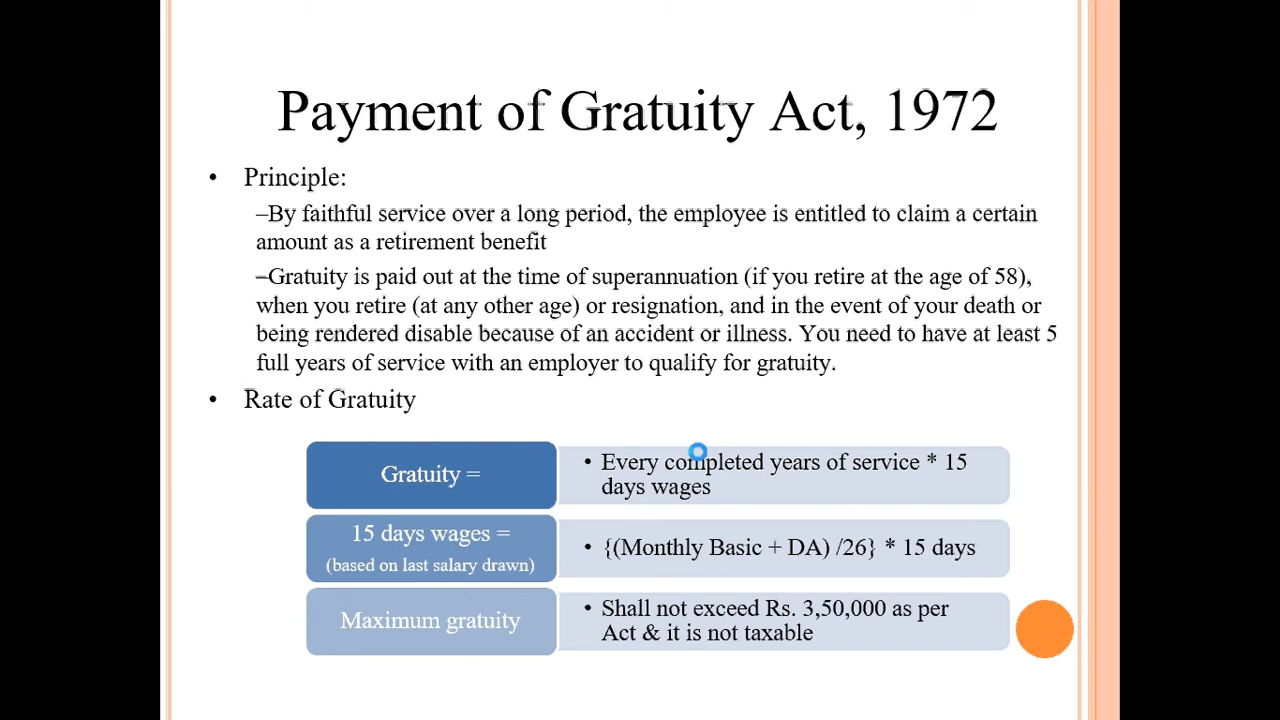 Payment of Gratuity Act, 1972
• Principle:
–By faithful service over a long period, the employee is entitled to claim a certain
amount as a retirement benefit
–Gratuity is paid out at the time of superannuation (if you retire at the age of 58),
when you retire (at any other age) or resignation, and in the event of your death or
being rendered disable because of an accident or illness. You need to have at least 5
full years of service with an employer to qualify for gratuity.
• Rate of Gratuity
Gratuity =
• Every completed years of service * 15
days wages
15 days wages =
(based on last salary drawn)
• {(Monthly Basic + DA) /26} * 15 days
Maximum gratuity
• Shall not exceed Rs. 3,50,000 as per
Act & it is not taxable